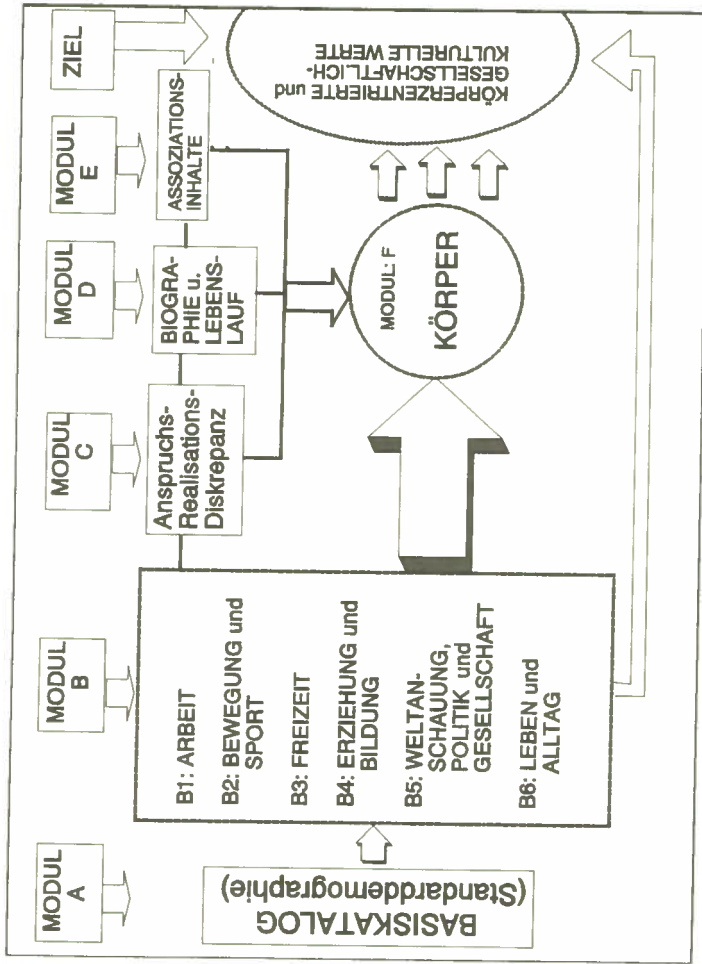 MODUL
A
MODUL
B
MODUL
C
MODUL
D
MODUL
E
ZIEL
BASISKATALOG
(Standarddemographie)
B1: ARBEIT
B2: BEWEGUNG und
SPORT
B3: FREIZEIT
B4: ERZIEHUNG und
BILDUNG
B5: WELTAN-
SCHAUUNG,
POLITIK und
GESELLSCHAFT
B6: LEBEN und
ALLTAG
Anspruchs-
Realisations-
Diskrepanz
BIOGRA-
PHIE u.
LEBENS-
LAUF
ASSOZIATIONS-
INHALTE
MODUL: F
KÖRPER
KÖRPERZENTRIERTE und
GESELLSCHAFTLICH-
KULTURELLE WERTE